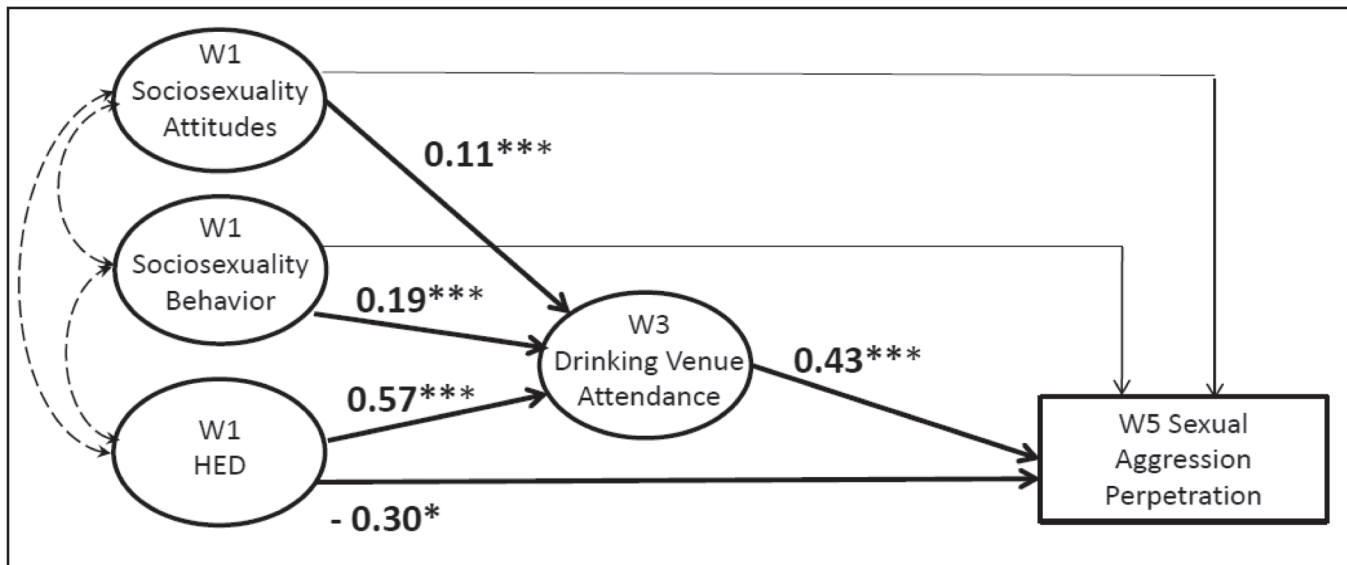 W1
Sociosexuality
Attitudes
0.11***
W1
Sociosexuality
Behavior
0.19***
W3
Drinking Venue
Attendance
0.43***
0.57***
W1
HED
- 0.30*
W5 Sexual
Aggression
Perpetration